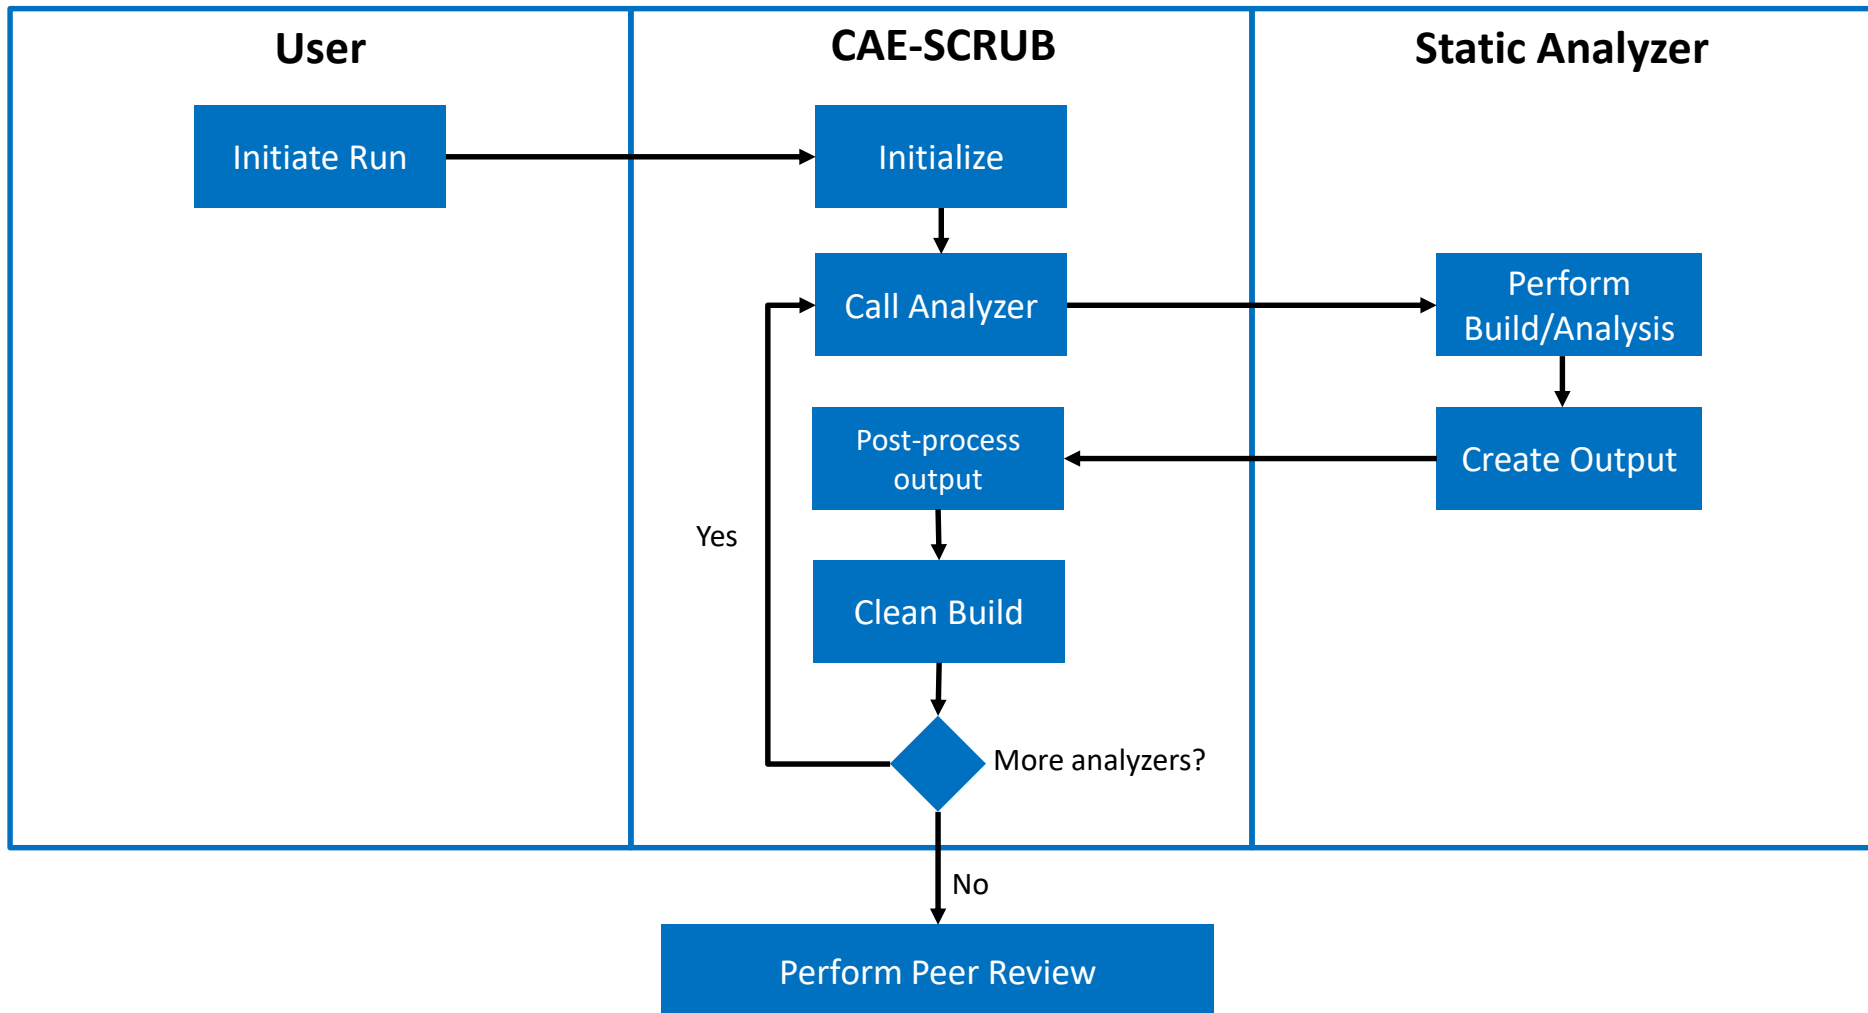 User
CAE-SCRUB
Static Analyzer
Initiate Run
Initialize
Call Analyzer
Perform
Build/Analysis
Post-process
output
Create Output
Yes
Clean Build
More analyzers?
No
Perform Peer Review